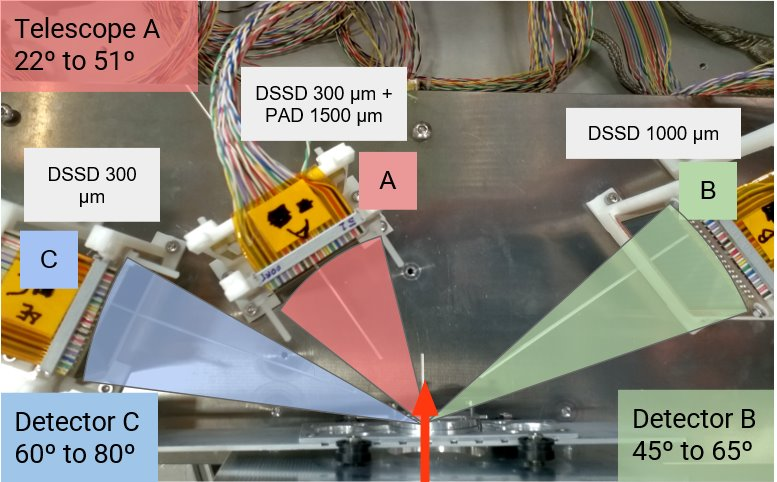 Telescope A
22º to 51º
DSSD 300 µm +
PAD 1500 µm
DSSD 1000 µm
DSSD 300
µm
A
B
C
Detector C
60º to 80º
Detector B
45º to 65º